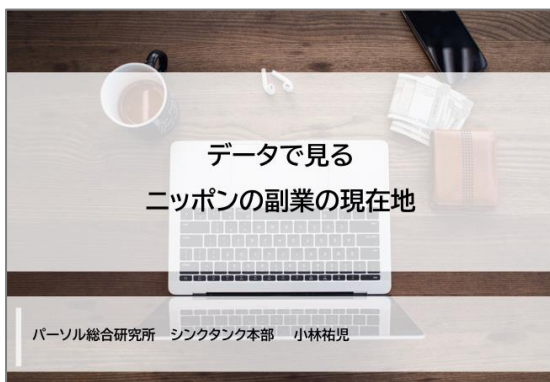 データで見る
ニッポンの副業の現在地
パーソル総合研究所　シンクタンク本部　小林祐児